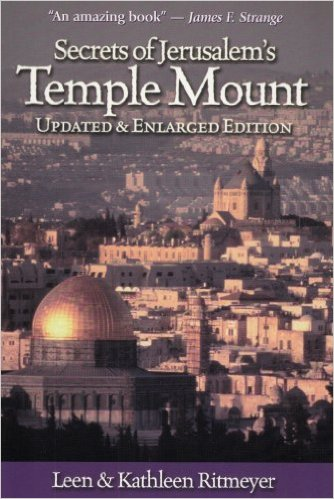 “An amazing book” — James F. Strange
Secrets of Jerusalem’s
Temple Mount
Updated & Enlarged Edition
Leen & Kathleen Ritmeyer